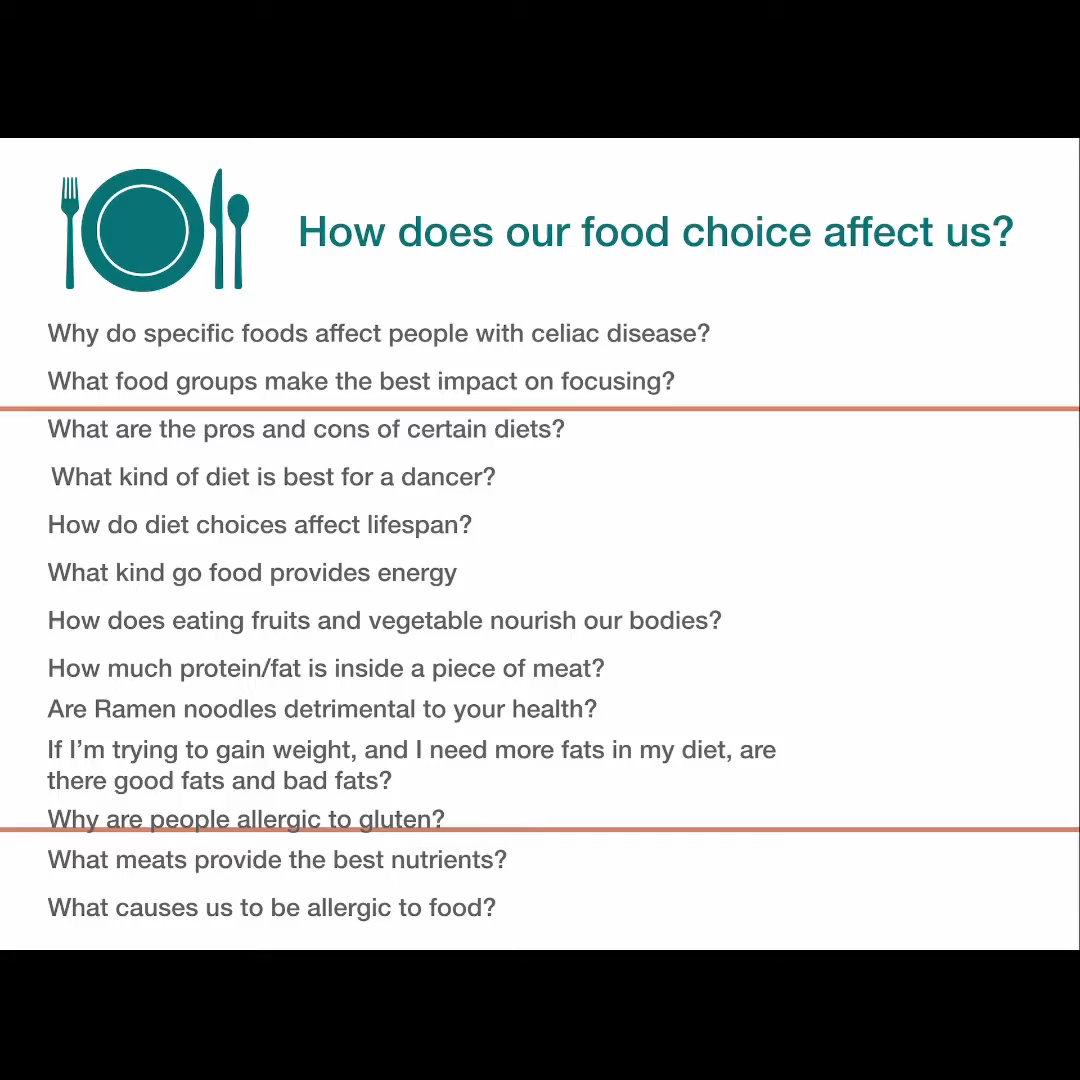 How does our food choice affect us?
Why do specific foods affect people with celiac disease?
What food groups make the best impact on focusing?
What are the pros and cons of certain diets?
What kind of diet is best for a dancer?
How do diet choices affect lifespan?
What kind go food provides energy
How does eating fruits and vegetable nourish our bodies?
How much protein/fat is inside a piece of meat?
Are Ramen noodles detrimental to your health?
If I’m trying to gain weight, and I need more fats in my diet, are
there good fats and bad fats?
Why are people allergic to gluten?
What meats provide the best nutrients?
What causes us to be allergic to food?